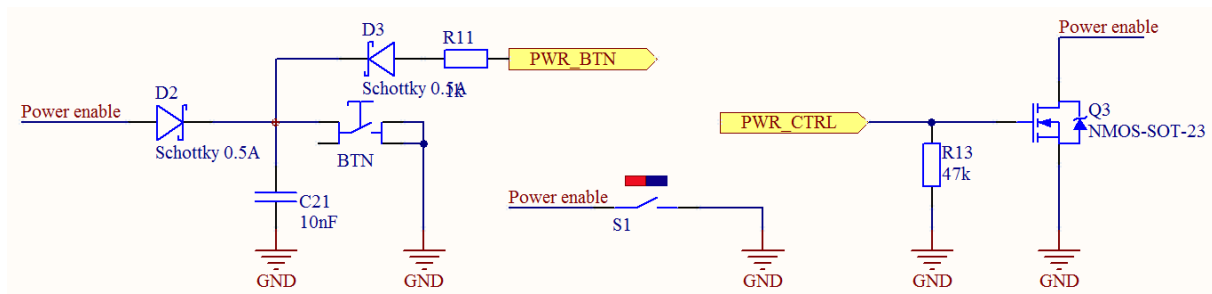 Power enable
D3
R11
PWR_BTN
Schottky 0.5A
1k
D2
Power enable
Schottky 0.5A
BTN
C21
10nF
GND
GND
Power enable
S1
GND
PWR_CTRL
R13
47k
Q3
NMOS-SOT-23
GND
GND